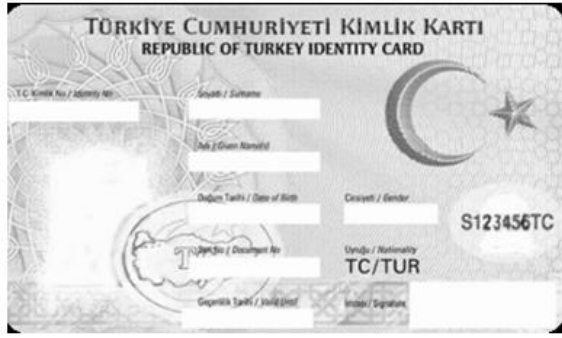 TÜRKİYE CUMHURİYETİ KİMLİK KARTI
REPUBLIC OF TURKEY IDENTITY CARD
T.C. Kimlik No / Identity No
Soyadı / Surname
Adı / Given Name(s)
Doğum Tarihi / Date of Birth
Cinsiyeti / Gender
S123456TC
Seri No / Document No
Uyruğu / Nationality
TC/TUR
Geçerlilik Tarihi / Valid Until
İmzası / Signature